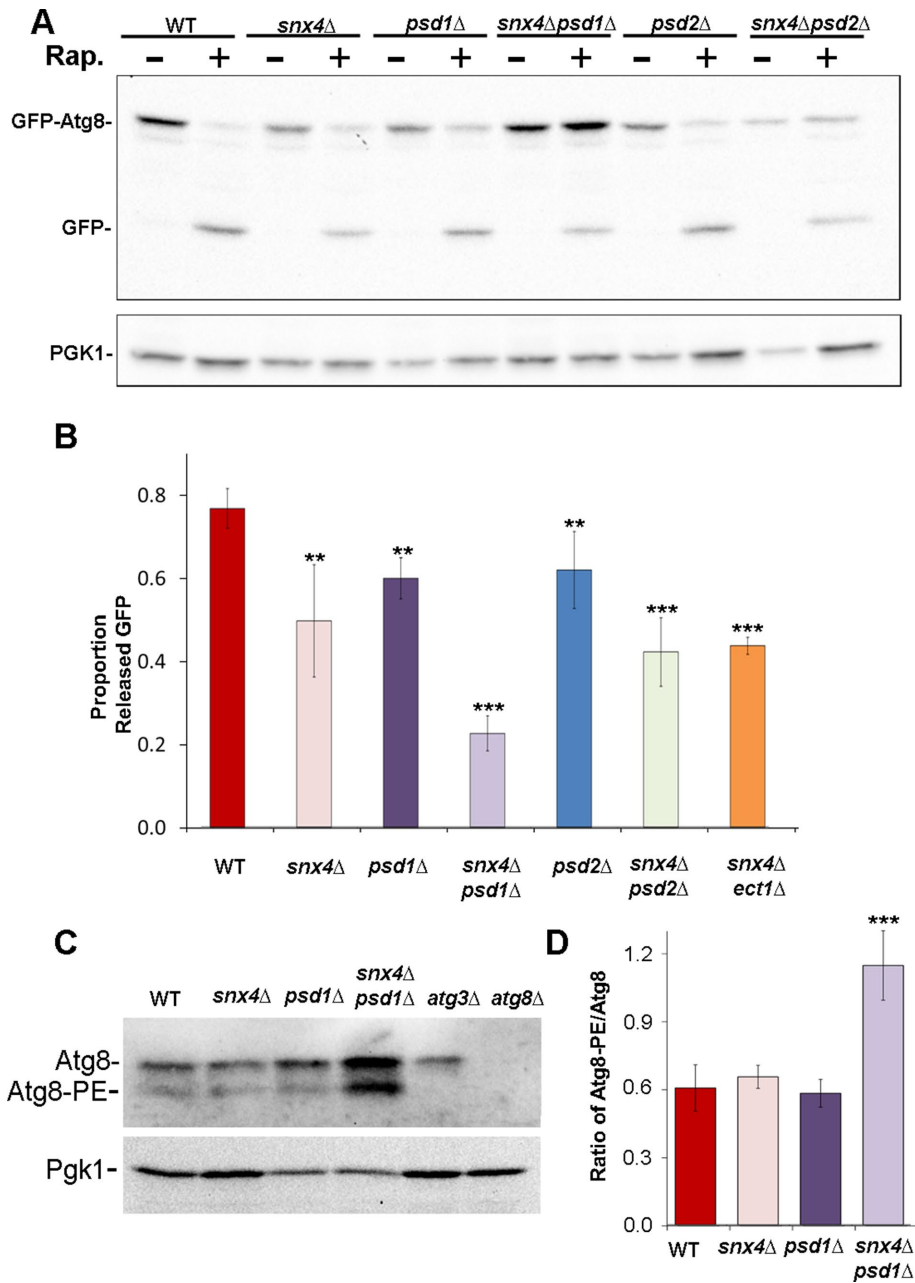 A
WT snx4Δ psd1Δ snx4Δpsd1Δ psd2Δ snx4Δpsd2Δ
Rap. – + – + – + – + – + – +
GFP-Atg8-
GFP-
PGK1-
B
Proportion
Released GFP
0.8
0.6
0.4
0.2
0.0
** ** *** ** *** ***
WT snx4Δ psd1Δ snx4Δ psd2Δ snx4Δ snx4Δ
psd1Δ psd2Δ ect1Δ
C
snx4Δ
WT snx4Δ psd1Δ psd1Δ atg3Δ atg8Δ
Atg8-
Atg8-PE-
Pgk1-
D
Ratio of Atg8-PE/Atg8
1.2
0.9
0.6
0.3
0.0
***
WT snx4Δ psd1Δ snx4Δ
psd1Δ